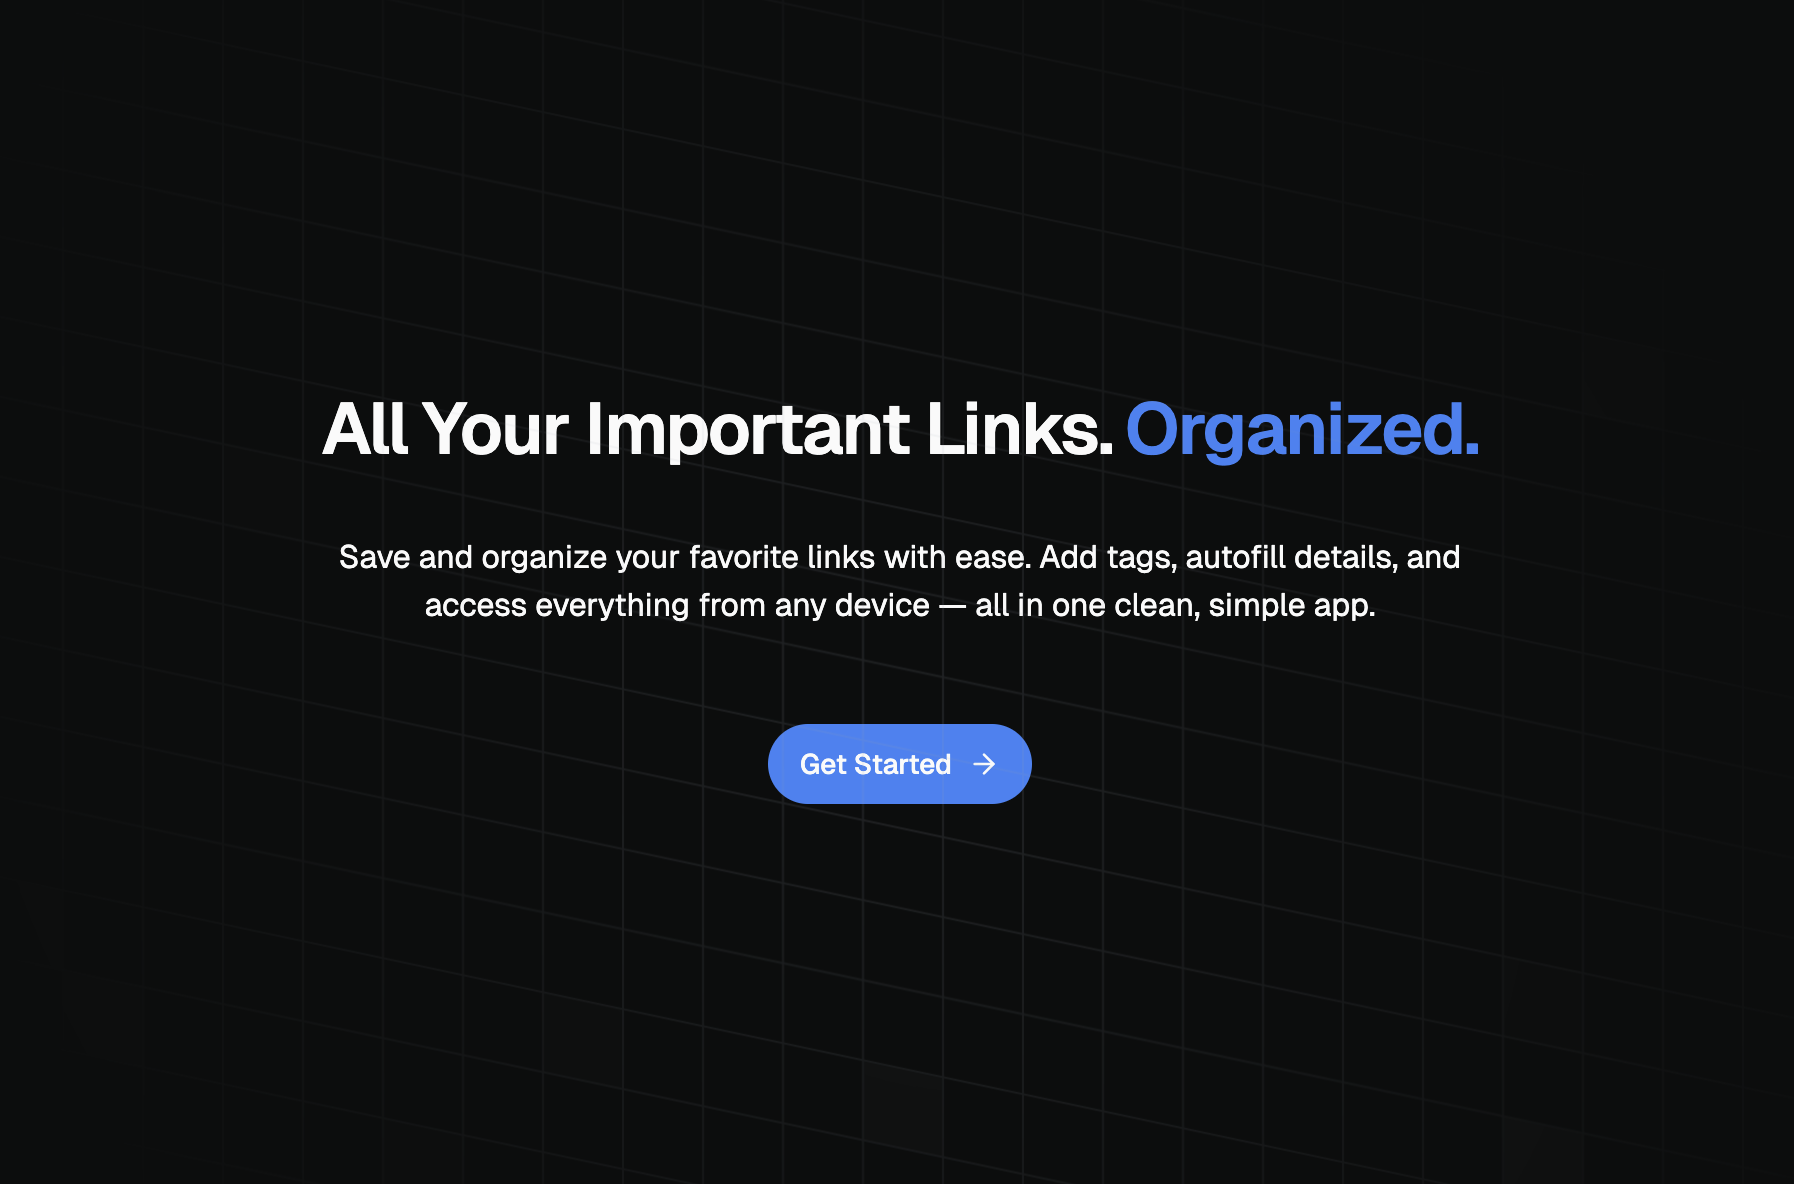 All Your Important Links. Organized.
Save and organize your favorite links with ease. Add tags, autofill details, and
access everything from any device — all in one clean, simple app.
Get Started